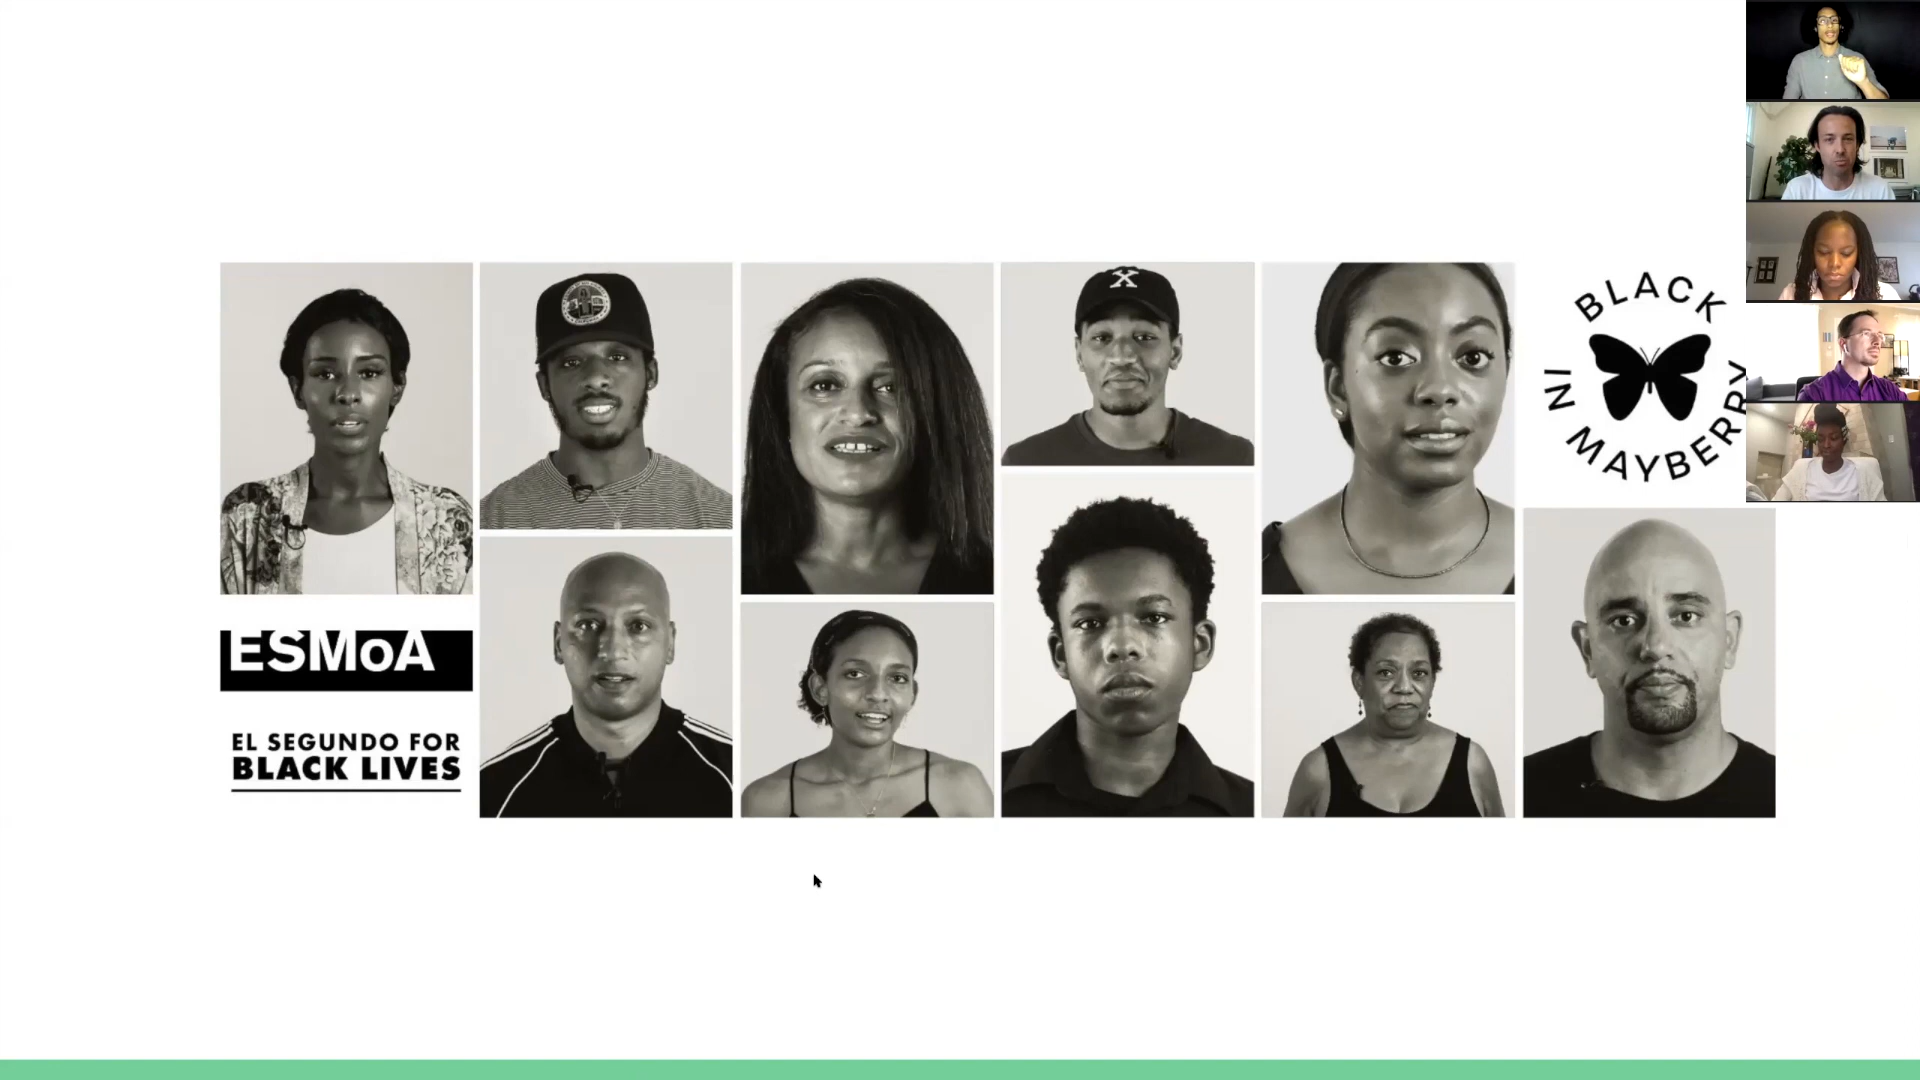 X
BLACK
IN
MAYBERRY
ESMoA
EL SEGUNDO FOR
BLACK LIVES